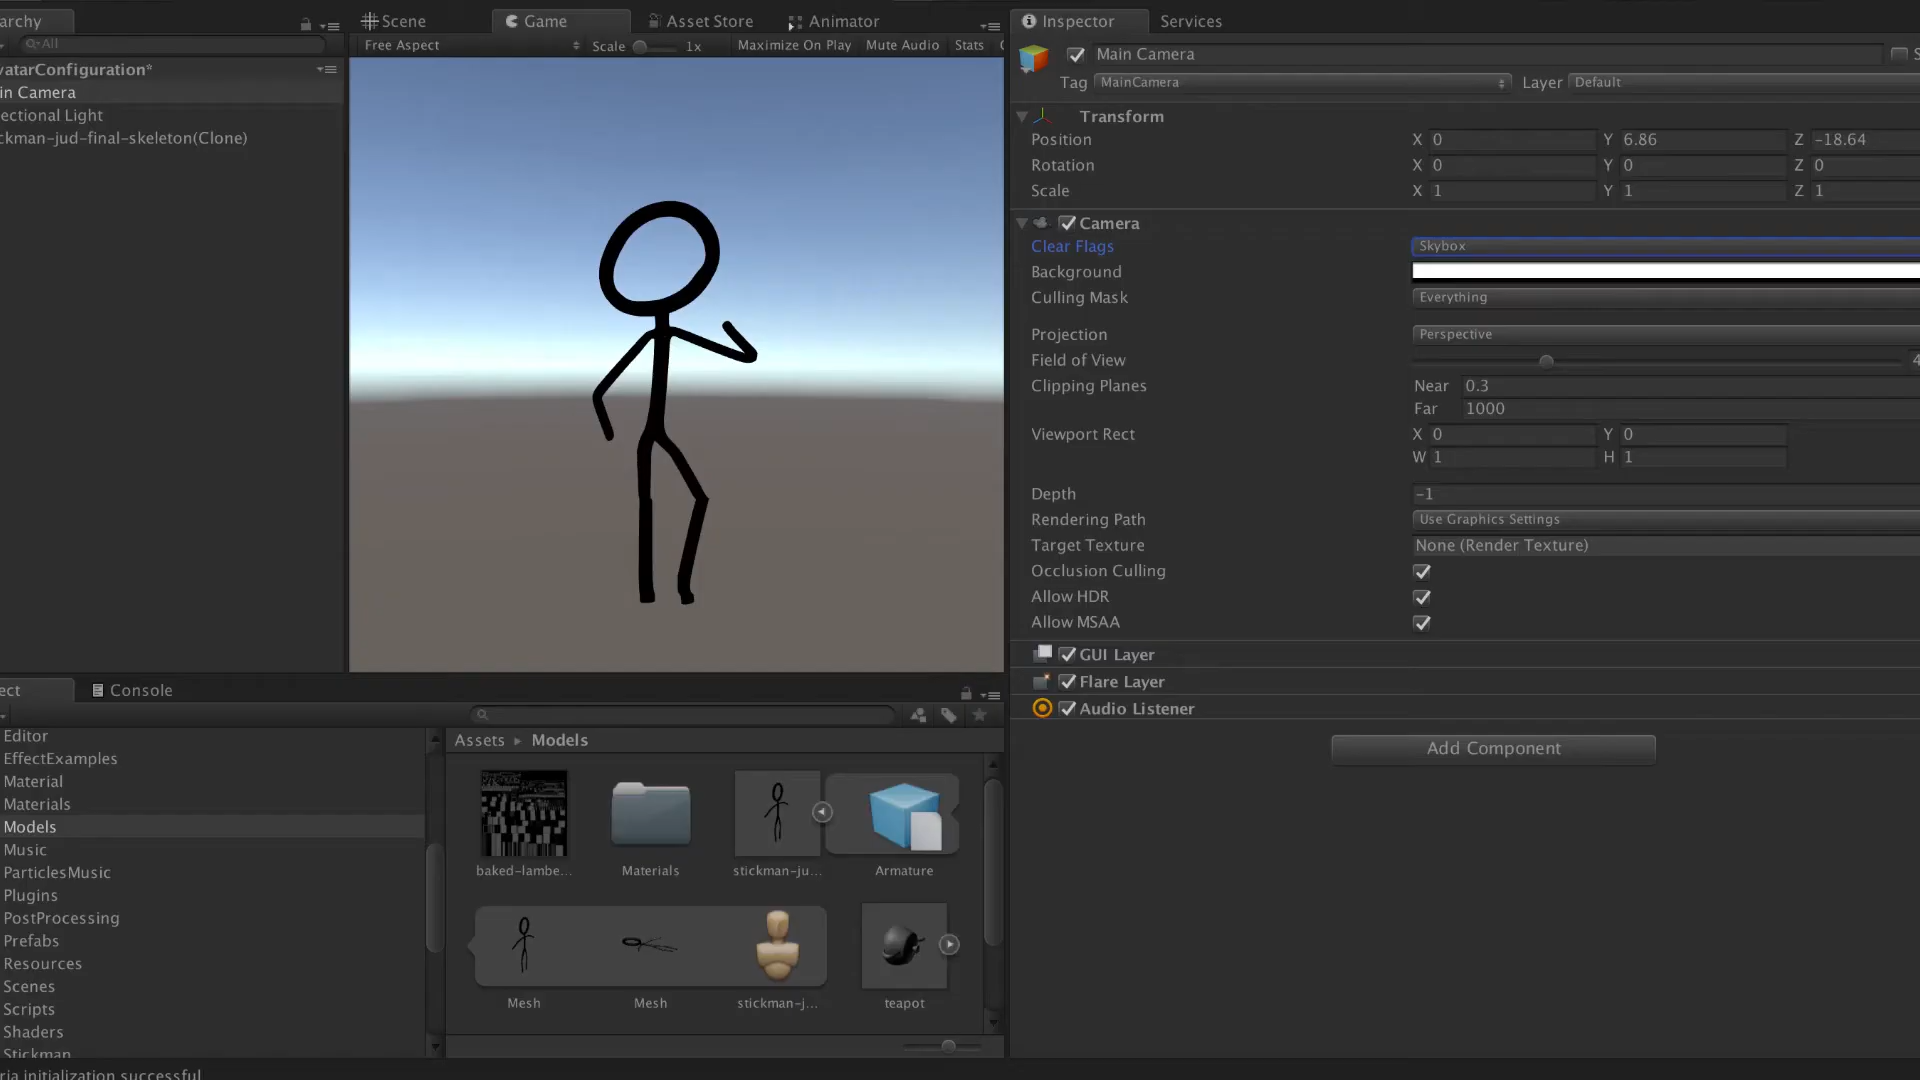 archy
Scene
Game
Asset Store
Animator
Inspector
Services
All
Free Aspect
Scale
1x
Maximize On Play
Mute Audio
Stats
Main Camera
Tag
MainCamera
Layer
Default
vatarConfiguration*
in Camera
ectional Light
ckman-jud-final-skeleton(Clone)
Transform
Position
X 0 Y 6.86 Z -18.64
Rotation
X 0 Y 0 Z 0
Scale
X 1 Y 1 Z 1
Camera
Clear Flags
Skybox
Background
Culling Mask
Everything
Projection
Perspective
Field of View
4
Clipping Planes
Near 0.3
Far 1000
Viewport Rect
X 0 Y 0
W 1 H 1
Depth
-1
Rendering Path
Use Graphics Settings
Target Texture
None (Render Texture)
Occlusion Culling
Allow HDR
Allow MSAA
GUI Layer
Flare Layer
Audio Listener
Add Component
ect
Console
Editor
EffectExamples
Material
Materials
Models
Music
ParticlesMusic
Plugins
PostProcessing
Prefabs
Resources
Scenes
Scripts
Shaders
Stickman
Assets
Models
baked-lambe...
Materials
stickman-ju...
Armature
Mesh
Mesh
stickman-j...
teapot
ria initialization successful